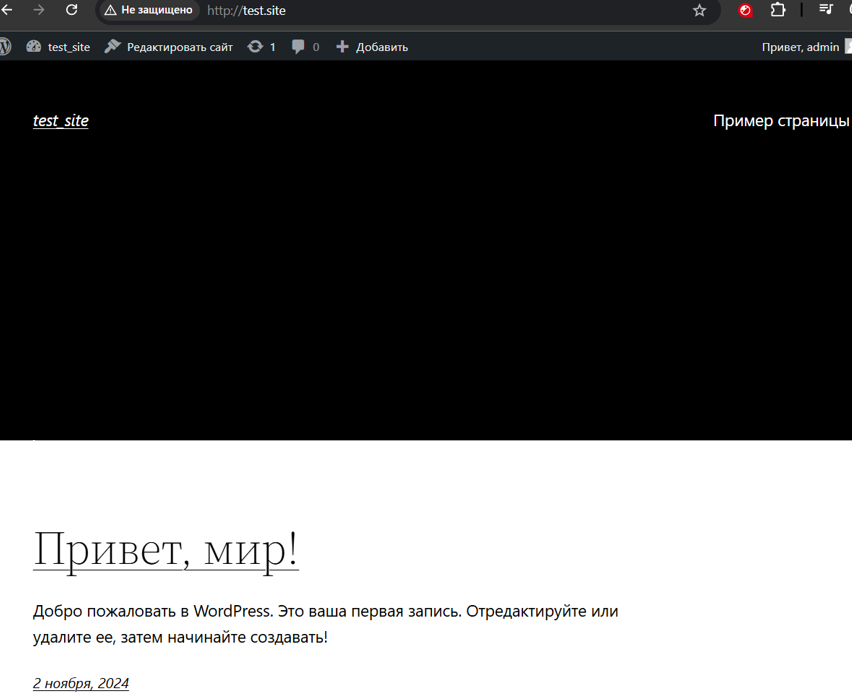 Не защищено http://test.site
test_site Редактировать сайт 1 0 Добавить Привет, admin
test_site Пример страницы
Привет, мир!
Добро пожаловать в WordPress. Это ваша первая запись. Отредактируйте или
удалите ее, затем начинайте создавать!
2 ноября, 2024